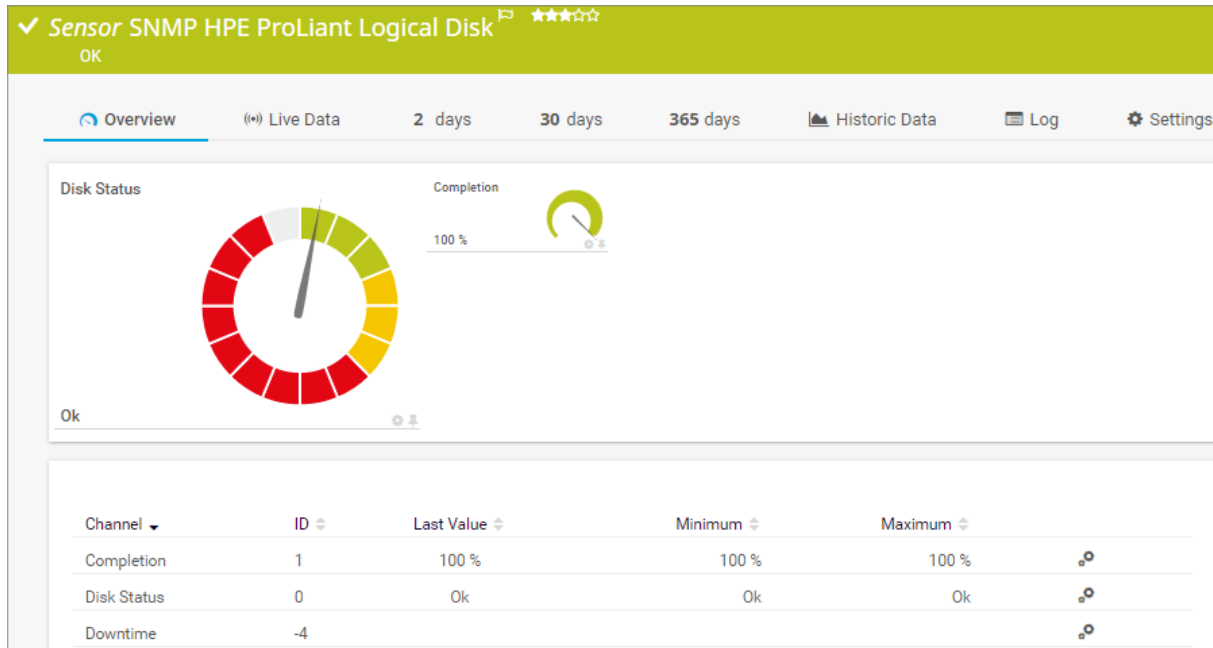 Sensor SNMP HPE ProLiant Logical Disk
OK
Overview Live Data 2 days 30 days 365 days Historic Data Log Settings
Disk Status
Completion
100 %
Ok
Channel ID Last Value Minimum Maximum
Completion 1 100 % 100 % 100 %
Disk Status 0 Ok Ok Ok
Downtime -4